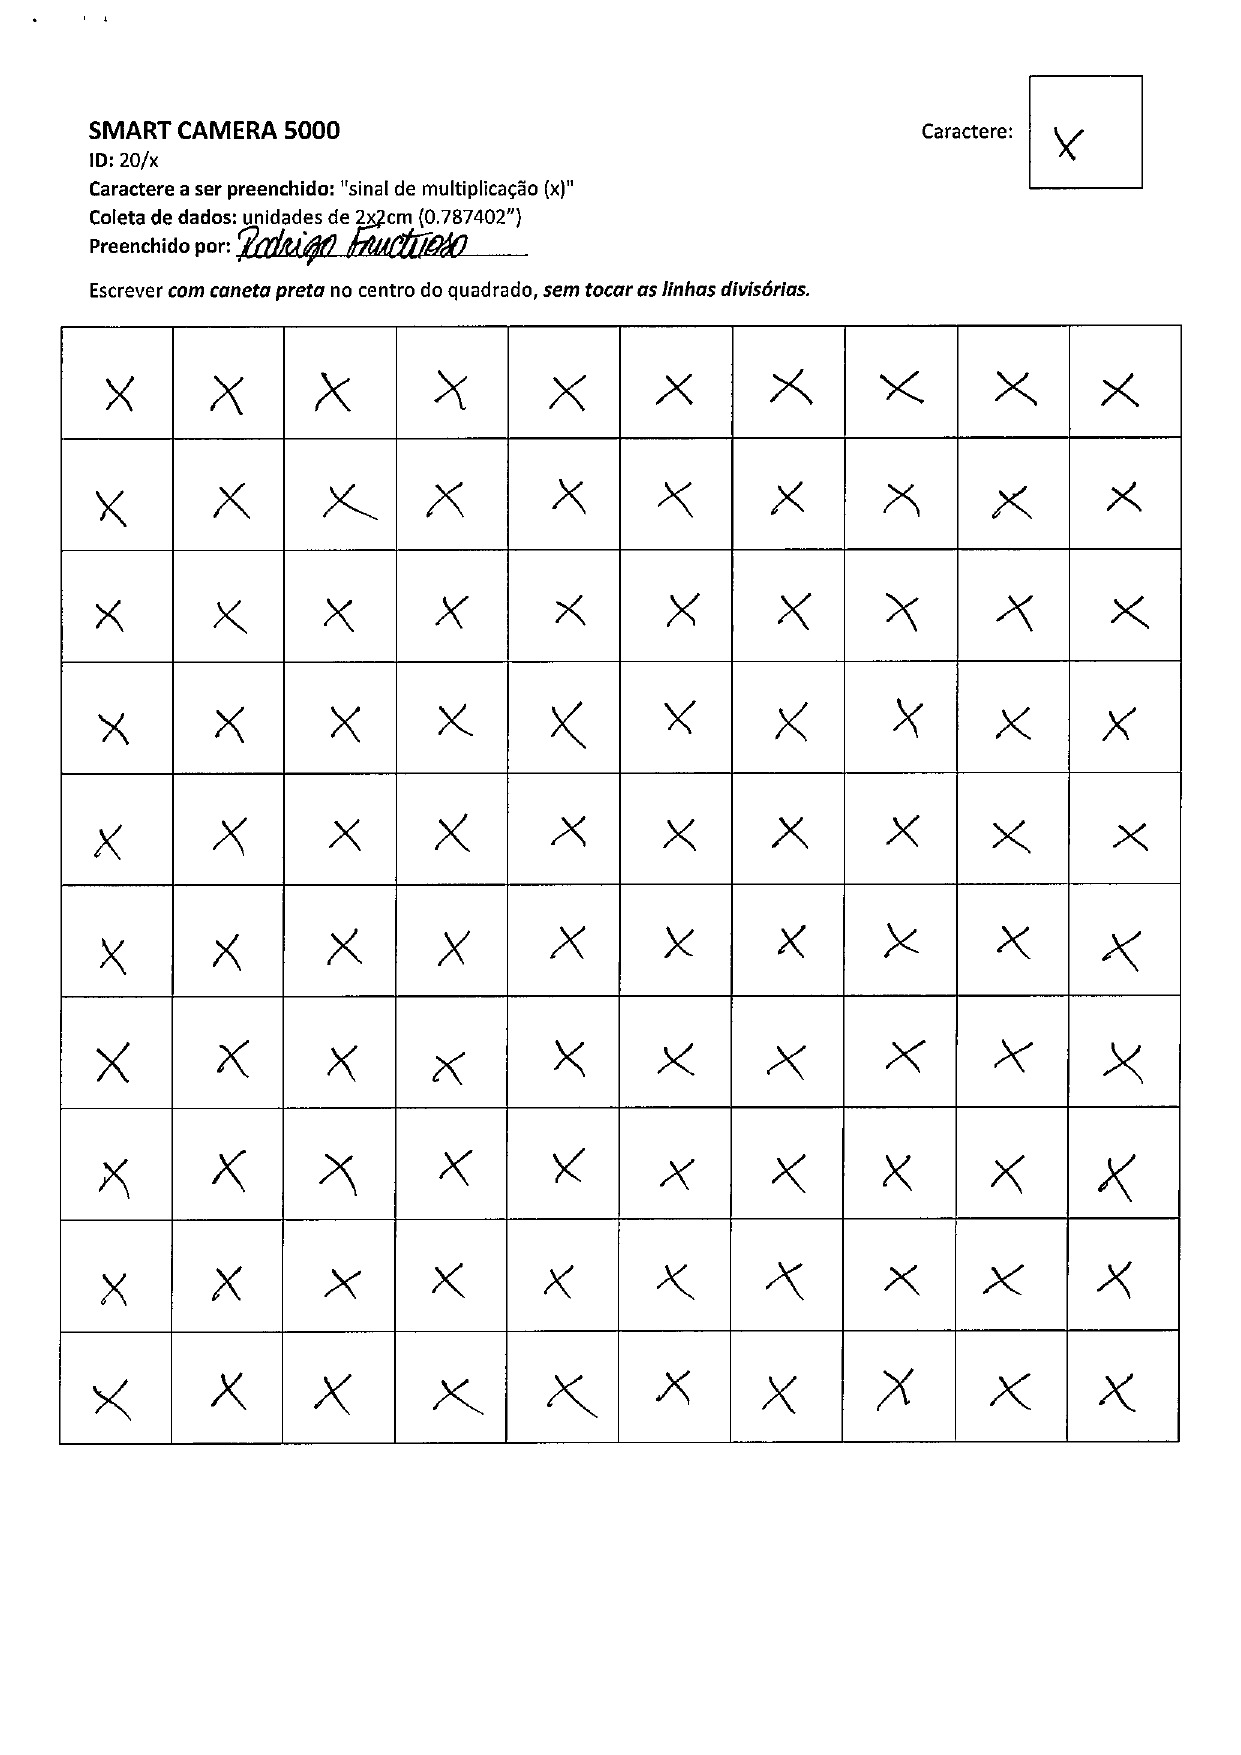 SMART CAMERA 5000
Caractere: x
ID: 20/x
Caractere a ser preenchido: "sinal de multiplicação (x)"
Coleta de dados: unidades de 2x2cm (0.787402")
Preenchido por: Rodrigo Fructuoso
Escrever com caneta preta no centro do quadrado, sem tocar as linhas divisórias.
x x x x x x x x x x
x x x x x x x x x x
x x x x x x x x x x
x x x x x x x x x x
x x x x x x x x x x
x x x x x x x x x x
x x x x x x x x x x
x x x x x x x x x x
x x x x x x x x x x
x x x x x x x x x x